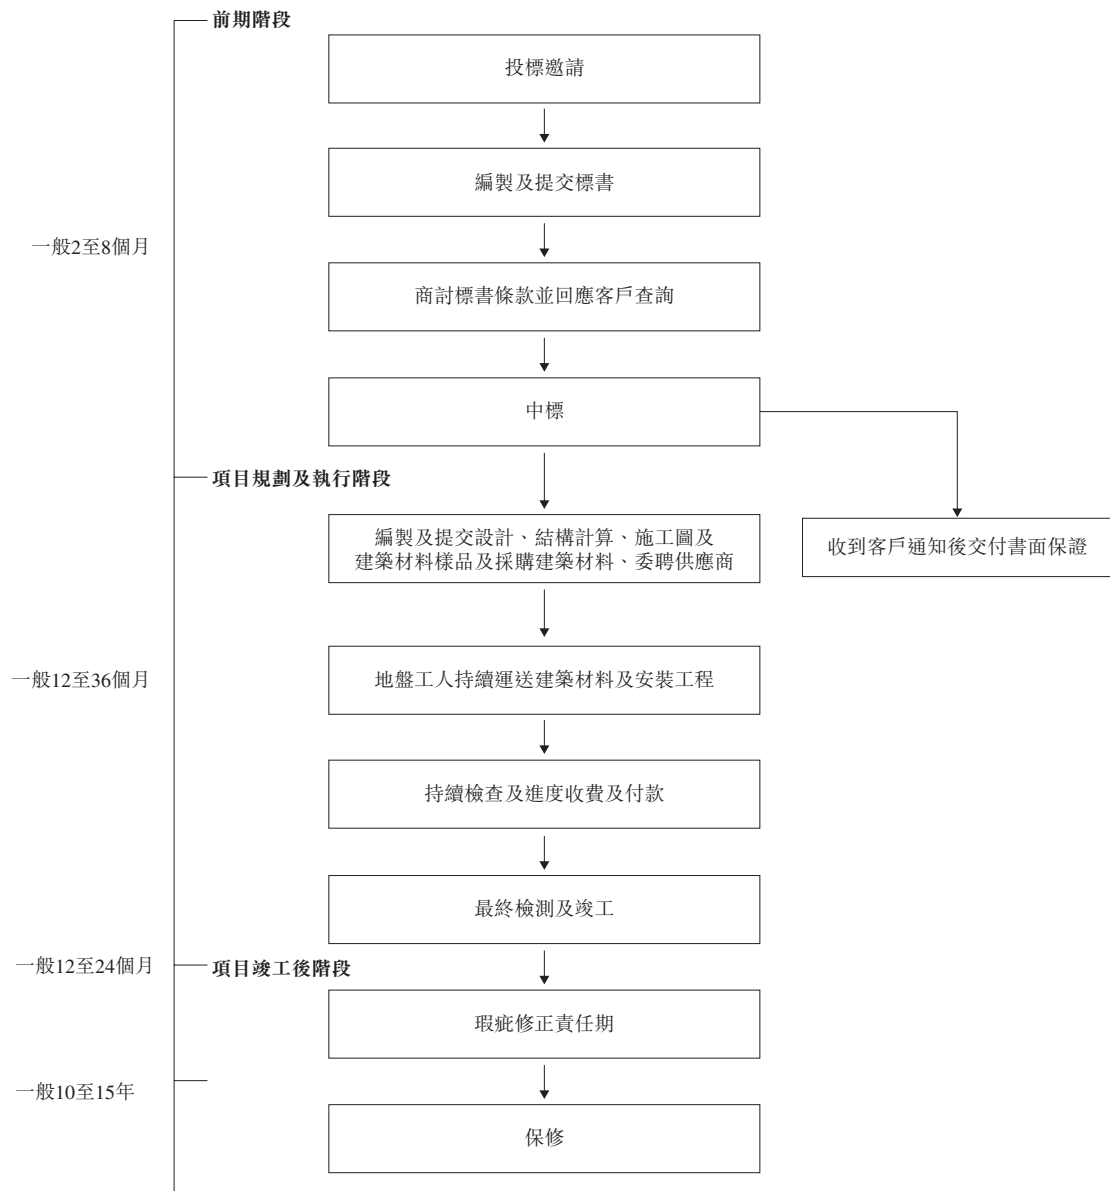 前期階段
投標邀請
編製及提交標書
一般2至8個月
商討標書條款並回應客戶查詢
中標
項目規劃及執行階段
編製及提交設計、結構計算、施工圖及
建築材料樣品及採購建築材料、委聘供應商
收到客戶通知後交付書面保證
一般12至36個月
地盤工人持續運送建築材料及安裝工程
持續檢查及進度收費及付款
最終檢測及竣工
一般12至24個月
項目竣工後階段
瑕疵修正責任期
一般10至15年
保修